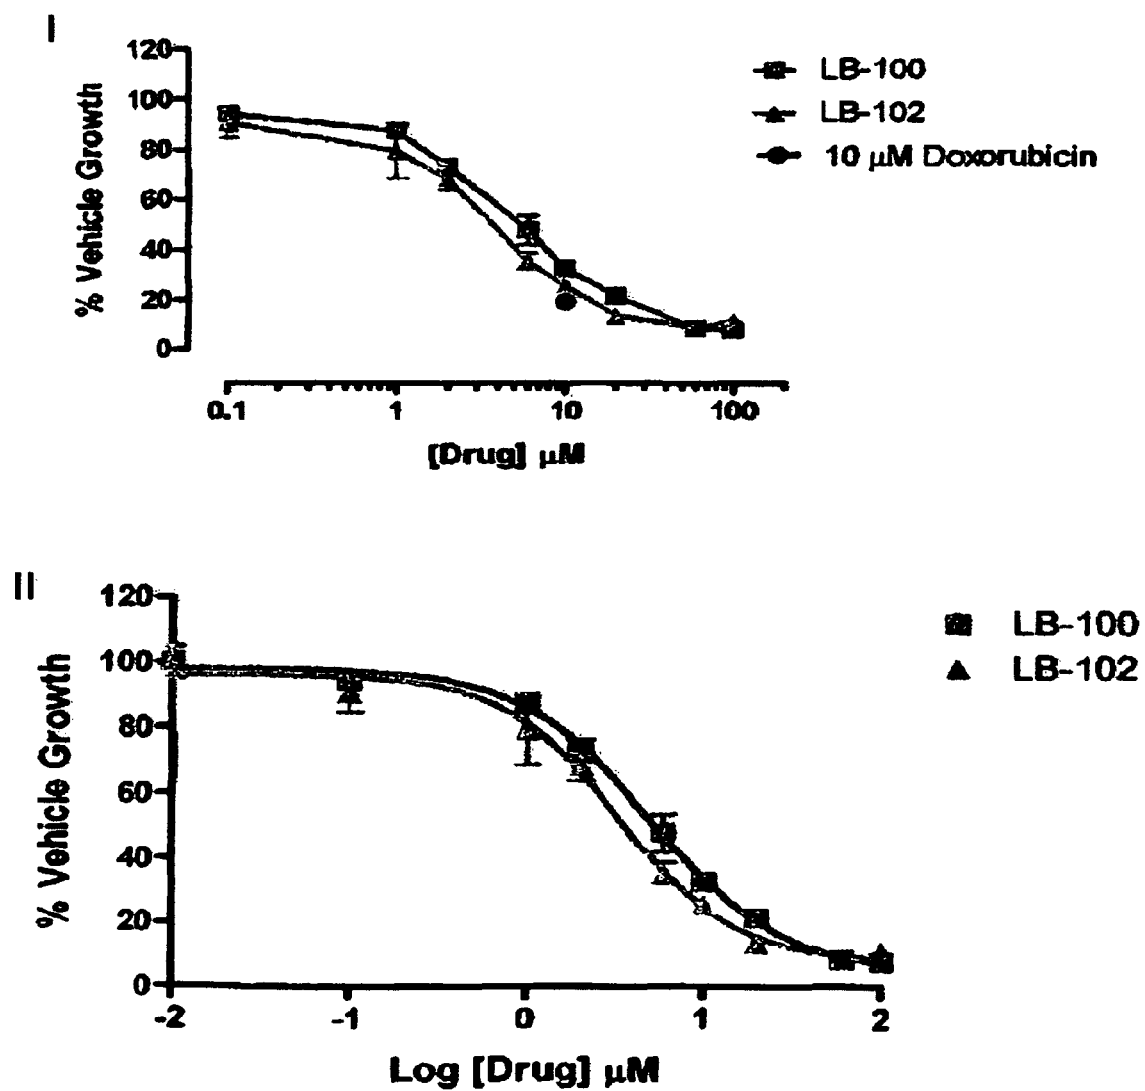 I
120
100
80
60
40
20
0
% Vehicle Growth
LB-100
LB-102
10 μM Doxorubicin
0.1 1 10 100
[Drug] μM
II
120
100
80
60
40
20
0
% Vehicle Growth
LB-100
LB-102
-2 -1 0 1 2
Log [Drug] μM